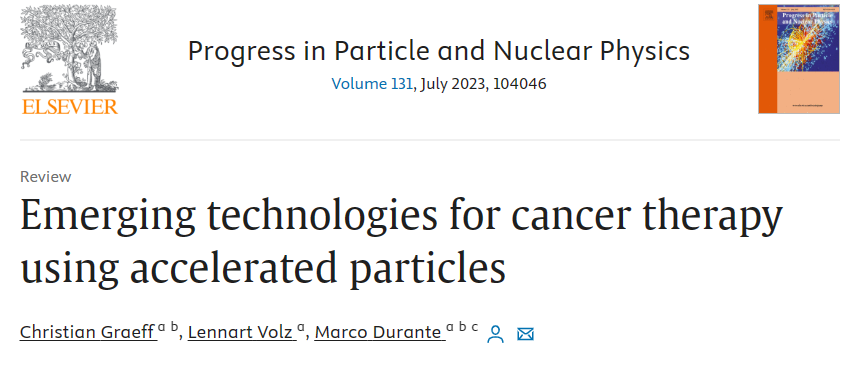 ELSEVIER
Progress in Particle and Nuclear Physics
Volume 131, July 2023, 104046
Progress in Particle
and Nuclear Physics
Review
Emerging technologies for cancer therapy
using accelerated particles
Christian Graeff a b, Lennart Volz a, Marco Durante a b c